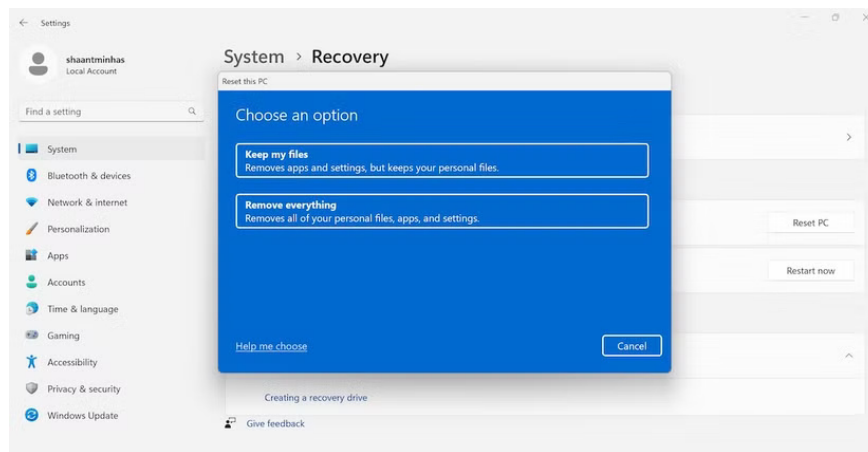 Settings
shaantminhas
Local Account
Find a setting
System
Bluetooth & devices
Network & internet
Personalization
Apps
Accounts
Time & language
Gaming
Accessibility
Privacy & security
Windows Update
System > Recovery
Reset this PC
Choose an option
Keep my files
Removes apps and settings, but keeps your personal files.
Remove everything
Removes all of your personal files, apps, and settings.
Help me choose
Cancel
Reset PC
Restart now
Creating a recovery drive
Give feedback